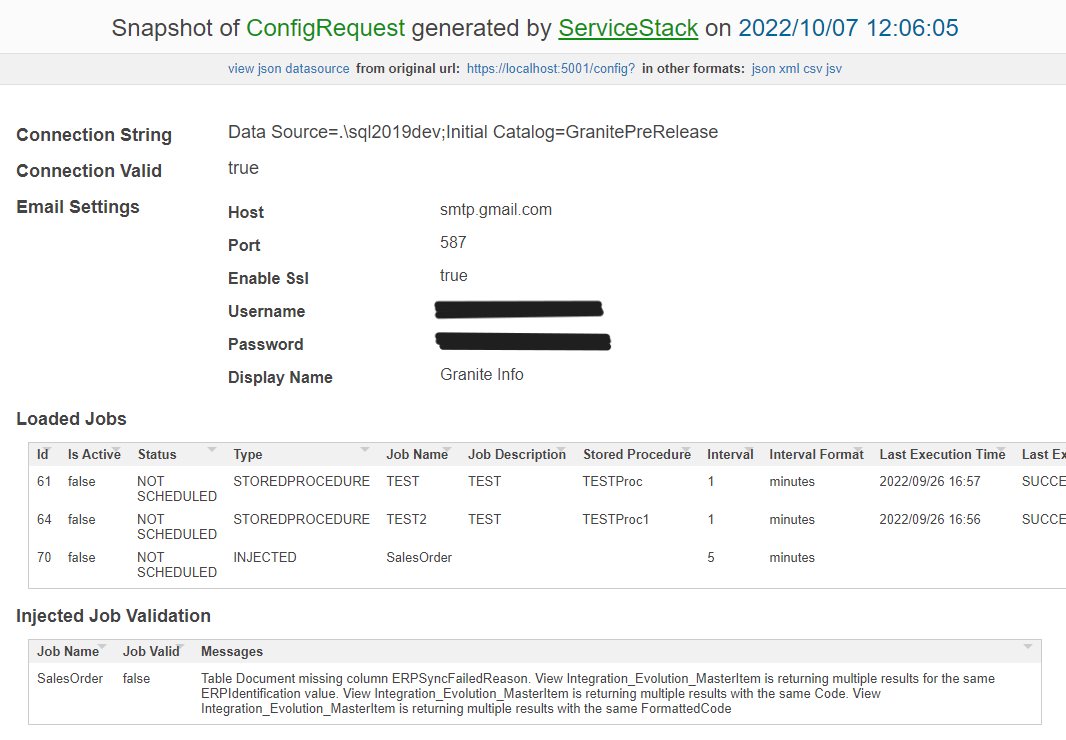 Snapshot of ConfigRequest generated by ServiceStack on 2022/10/07 12:06:05
view json datasource from original url: https://localhost:5001/config? in other formats: json xml csv jsv
Connection String Data Source=.\sql2019dev;Initial Catalog=GranitePreRelease
Connection Valid true
Email Settings
Host smtp.gmail.com
Port 587
Enable Ssl true
Username
Password
Display Name Granite Info
Loaded Jobs
Id Is Active Status Type Job Name Job Description Stored Procedure Interval Interval Format Last Execution Time Last Ex
61 false NOT SCHEDULED STOREDPROCEDURE TEST TEST TESTProc 1 minutes 2022/09/26 16:57 SUCCE
64 false NOT SCHEDULED STOREDPROCEDURE TEST2 TEST TESTProc1 1 minutes 2022/09/26 16:56 SUCCE
70 false NOT SCHEDULED INJECTED SalesOrder 5 minutes
Injected Job Validation
Job Name Job Valid Messages
SalesOrder false Table Document missing column ERPSyncFailedReason. View Integration_Evolution_MasterItem is returning multiple results for the same
ERPIdentification value. View Integration_Evolution_MasterItem is returning multiple results with the same Code. View
Integration_Evolution_MasterItem is returning multiple results with the same FormattedCode